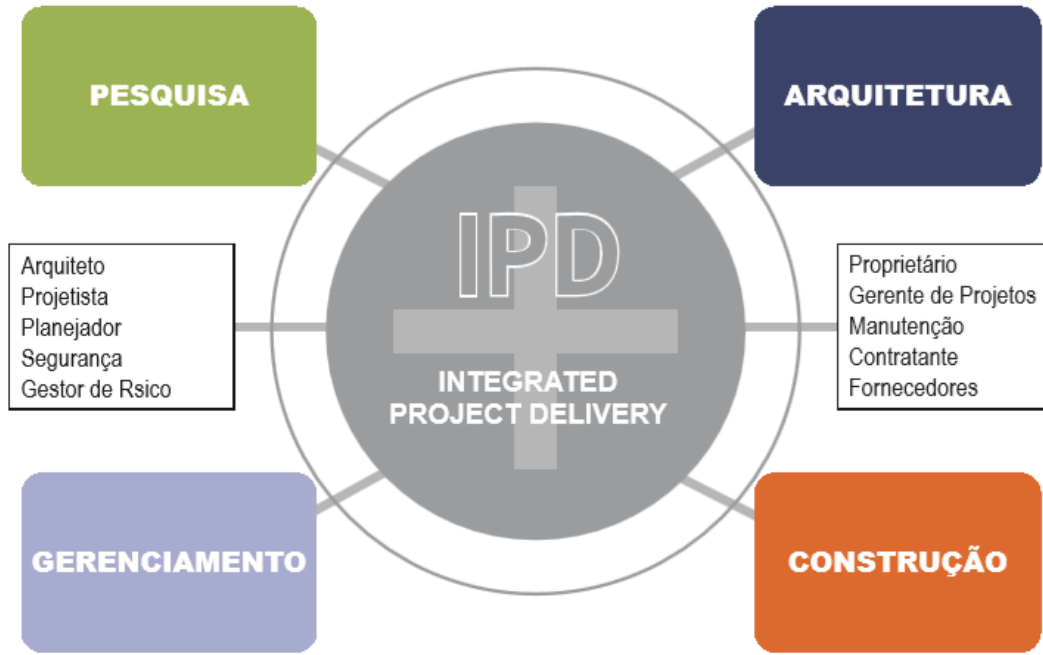 PESQUISA
ARQUITETURA
IPD
INTEGRATED
PROJECT DELIVERY
Arquiteto
Projetista
Planejador
Segurança
Gestor de Rsico
Proprietário
Gerente de Projetos
Manutenção
Contratante
Fornecedores
GERENCIAMENTO
CONSTRUÇÃO